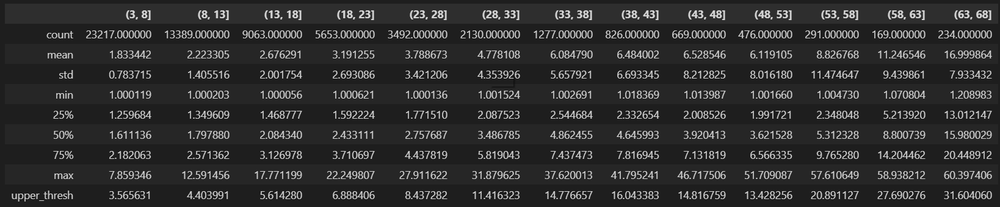 (3, 8] (8, 13] (13, 18] (18, 23] (23, 28] (28, 33] (33, 38] (38, 43] (43, 48] (48, 53] (53, 58] (58, 63] (63, 68]
count 23217.000000 13389.000000 9063.000000 5653.000000 3492.000000 2130.000000 1277.000000 826.000000 669.000000 476.000000 291.000000 169.000000 234.000000
mean 1.833442 2.223305 2.676291 3.191255 3.788673 4.778108 6.084790 6.484002 6.528546 6.119105 8.826768 11.246546 16.999864
std 0.783715 1.405516 2.001754 2.693086 3.421206 4.353926 5.657921 6.693345 8.212825 8.016180 11.474647 9.439861 7.933432
min 1.000119 1.000203 1.000056 1.000621 1.000136 1.001524 1.002691 1.018369 1.013987 1.001660 1.004730 1.070804 1.208983
25% 1.259684 1.349609 1.468777 1.592224 1.771510 2.087523 2.544684 2.332654 2.008526 1.991721 2.348048 5.213920 13.012147
50% 1.611136 1.797880 2.084340 2.433111 2.757687 3.486785 4.862455 4.645993 3.920413 3.621528 5.312328 8.800739 15.980029
75% 2.182063 2.571362 3.126978 3.710697 4.437819 5.819043 7.437473 7.816945 7.131819 6.566335 9.765280 14.204462 20.448912
max 7.859346 12.591456 17.771199 22.249807 27.911622 31.879625 37.620013 41.795241 46.717506 51.709087 57.610649 58.938212 60.397406
upper_thresh 3.565631 4.403991 5.614280 6.888406 8.437282 11.416323 14.776657 16.043383 14.816759 13.428256 20.891127 27.690276 31.604060